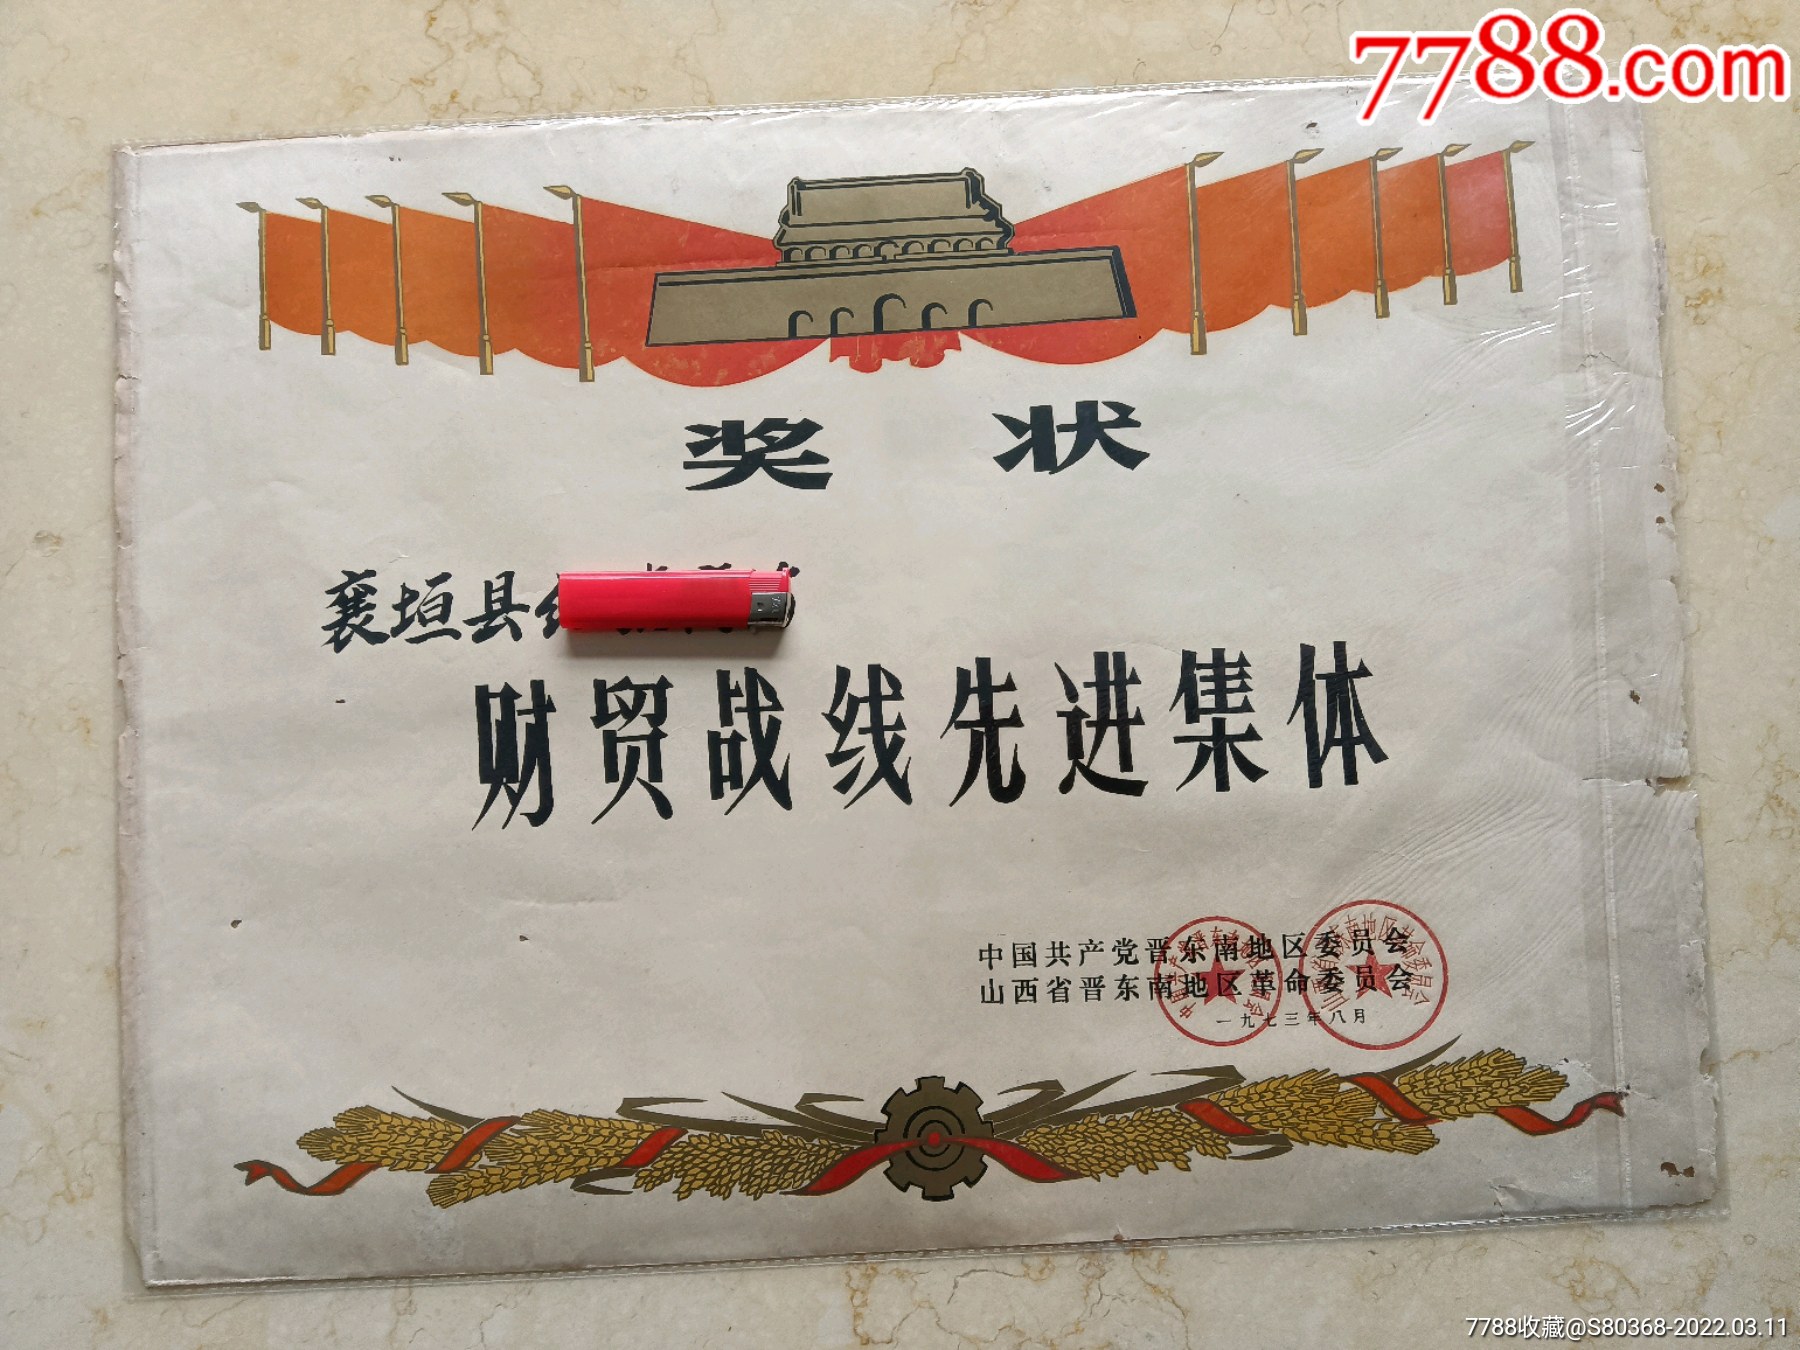 7788.com
奖状
襄垣县
财贸战线先进集体
中国共产党晋东南地区委员会
山西省晋东南地区革命委员会
一九七三年八月
7788收藏@S80368-2022.03.11